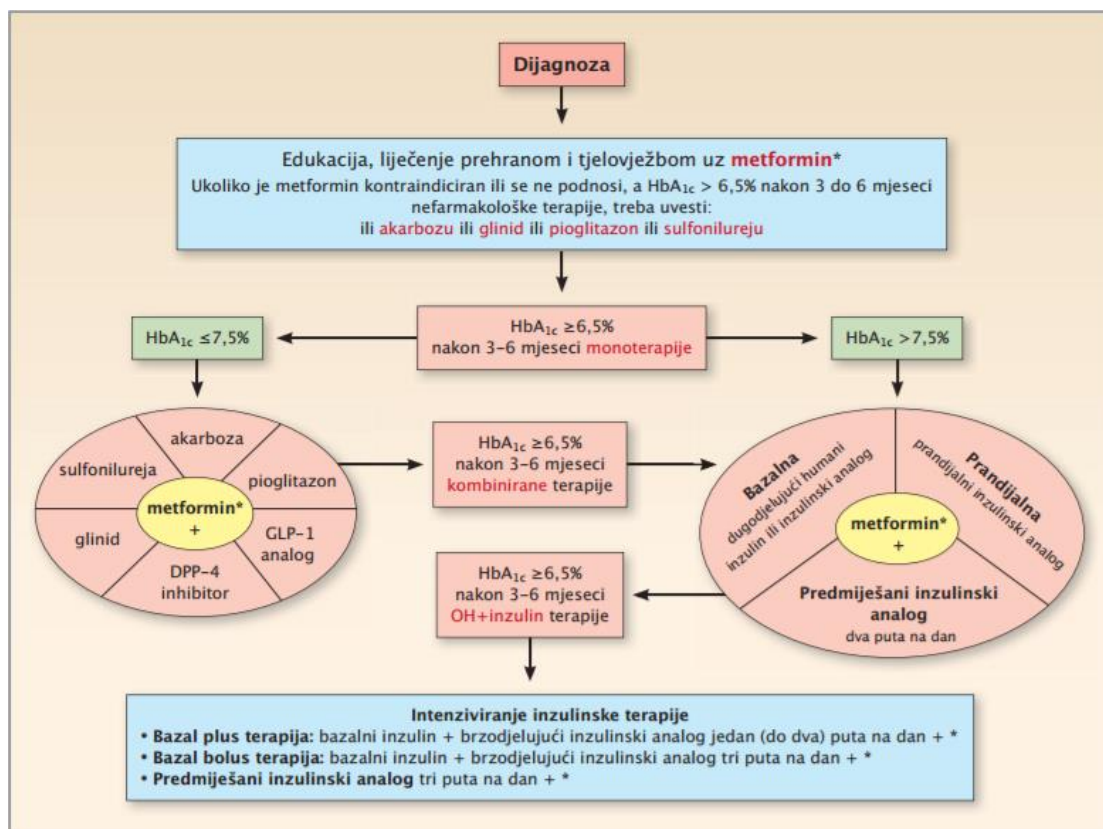 Dijagnoza
Edukacija, liječenje prehranom i tjelovježbom uz metformin*
Ukoliko je metformin kontraindiciran ili se ne podnosi, a HbA1c > 6,5% nakon 3 do 6 mjeseci
nefarmakološke terapije, treba uvesti:
ili akarbozu ili glinid ili pioglitazon ili sulfonilureju
HbA1c ≤7,5%
HbA1c ≥6,5%
nakon 3–6 mjeseci monoterapije
HbA1c >7,5%
akarboza
sulfonilureja
pioglitazon
metformin*
+
glinid
GLP-1
analog
DPP-4
inhibitor
HbA1c ≥6,5%
nakon 3–6 mjeseci
kombinirane terapije
Bazalna
dugodjelujući humani
inzulin ili inzulinski analog
Prandijalna
prandijalni inzulinski analog
metformin*
+
Predmiješani inzulinski
analog
dva puta na dan
HbA1c ≥6,5%
nakon 3–6 mjeseci
OH+inzulin terapije
Intenziviranje inzulinske terapije
• Bazal plus terapija: bazalni inzulin + brzodjelujući inzulinski analog jedan (do dva) puta na dan + *
• Bazal bolus terapija: bazalni inzulin + brzodjelujući inzulinski analog tri puta na dan + *
• Predmiješani inzulinski analog tri puta na dan + *